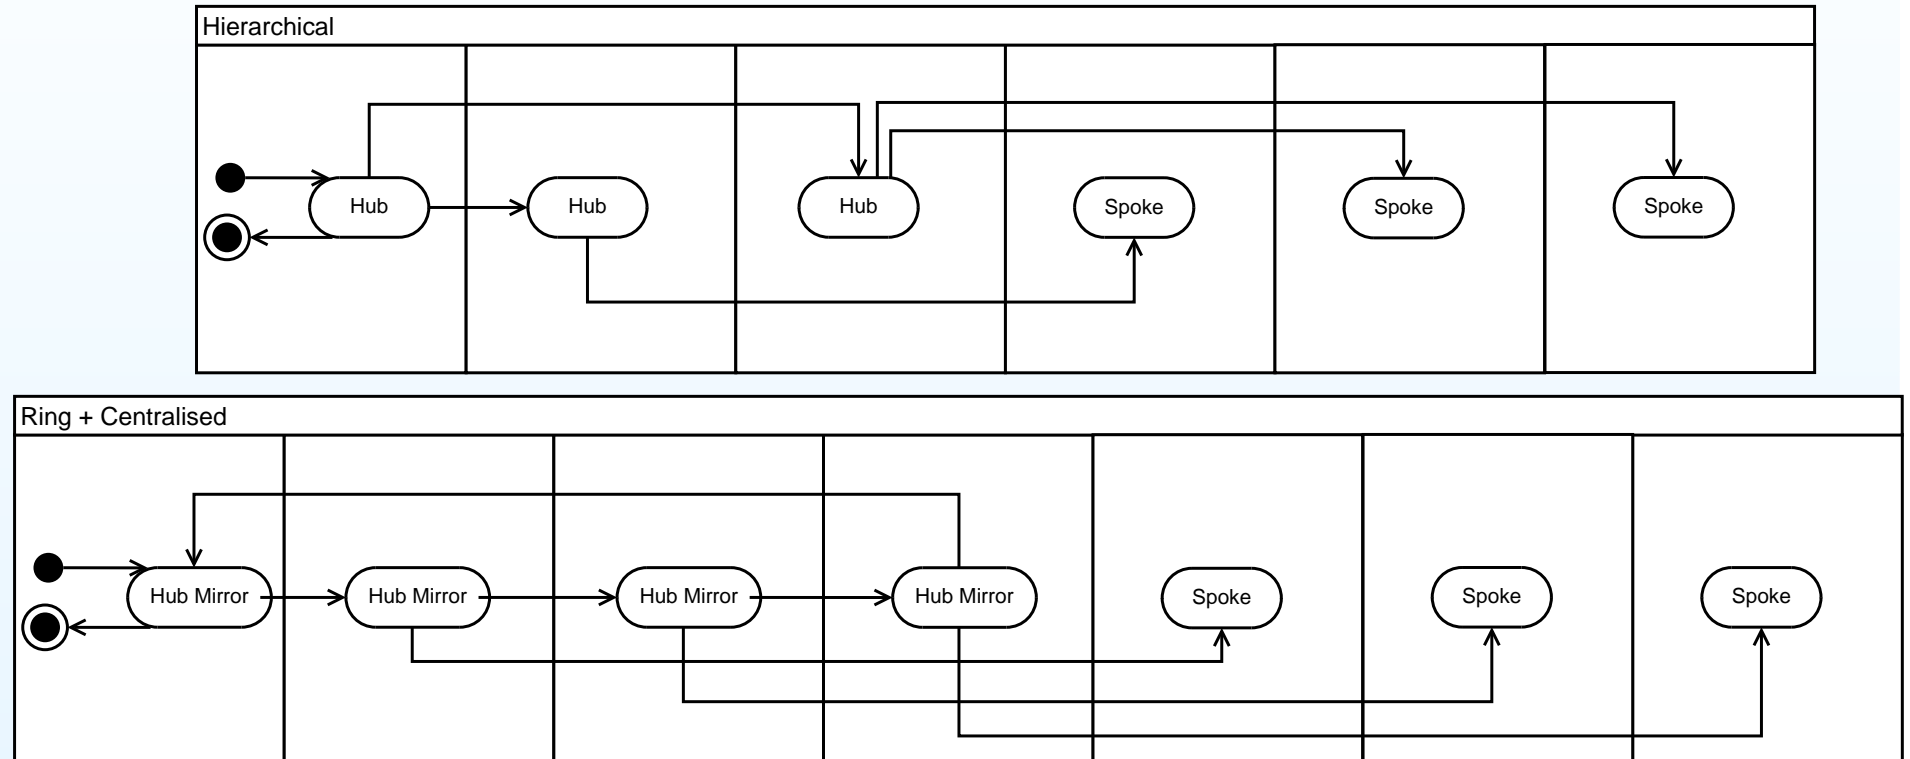 Hierarchical
Hub
Hub
Hub
Spoke
Spoke
Spoke
Ring + Centralised
Hub Mirror
Hub Mirror
Hub Mirror
Hub Mirror
Spoke
Spoke
Spoke